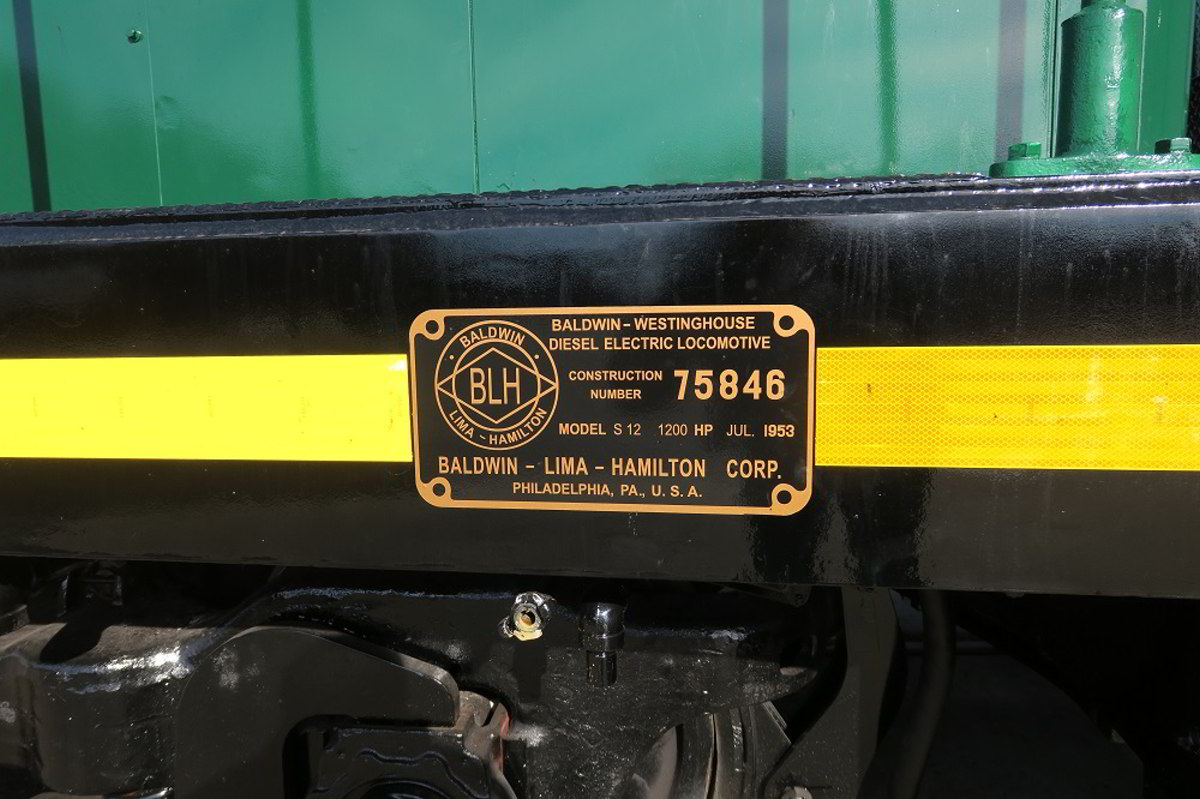 BALDWIN
BLH
LIMA - HAMILTON
BALDWIN - WESTINGHOUSE
DIESEL ELECTRIC LOCOMOTIVE
CONSTRUCTION
NUMBER
75846
MODEL S 12 1200 HP JUL. 1953
BALDWIN - LIMA - HAMILTON CORP.
PHILADELPHIA, PA., U. S. A.